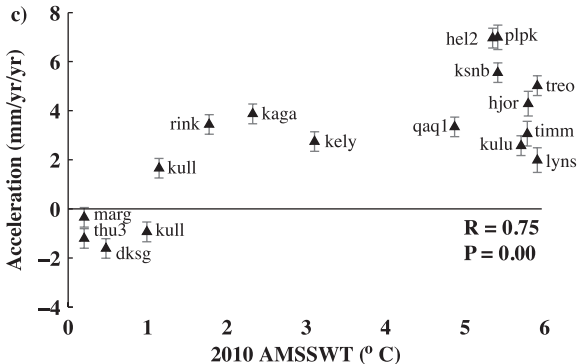 c)
8
6
4
2
0
−2
−4
Acceleration (mm/yr/yr)
hel2
plpk
ksnb
treo
hjor
rink
kaga
qaq1
timm
kely
kulu
lyns
kull
marg
thu3
kull
dksg
R = 0.75
P = 0.00
0 1 2 3 4 5 6
2010 AMSSWT (° C)